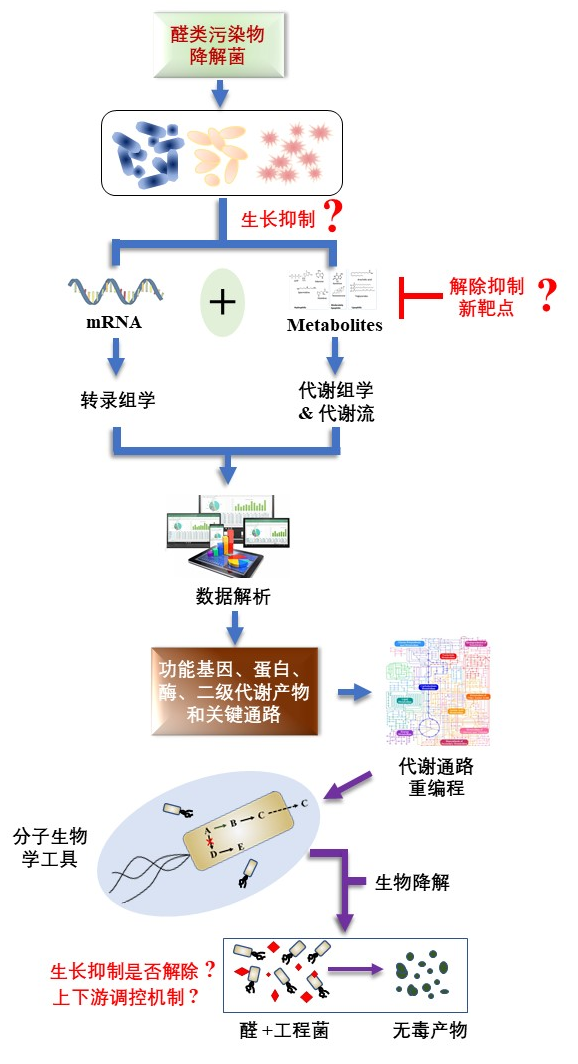 醛类污染物
降解菌
生长抑制？
+
mRNA
Metabolites
解除抑制
新靶点
？
转录组学
代谢组学
& 代谢流
数据解析
功能基因、蛋白、
酶、二级代谢产物
和关键通路
代谢通路
重编程
分子生物
学工具
A
B
C
C
D
E
生物降解
生长抑制是否解除？
上下游调控机制？
醛 +工程菌
无毒产物